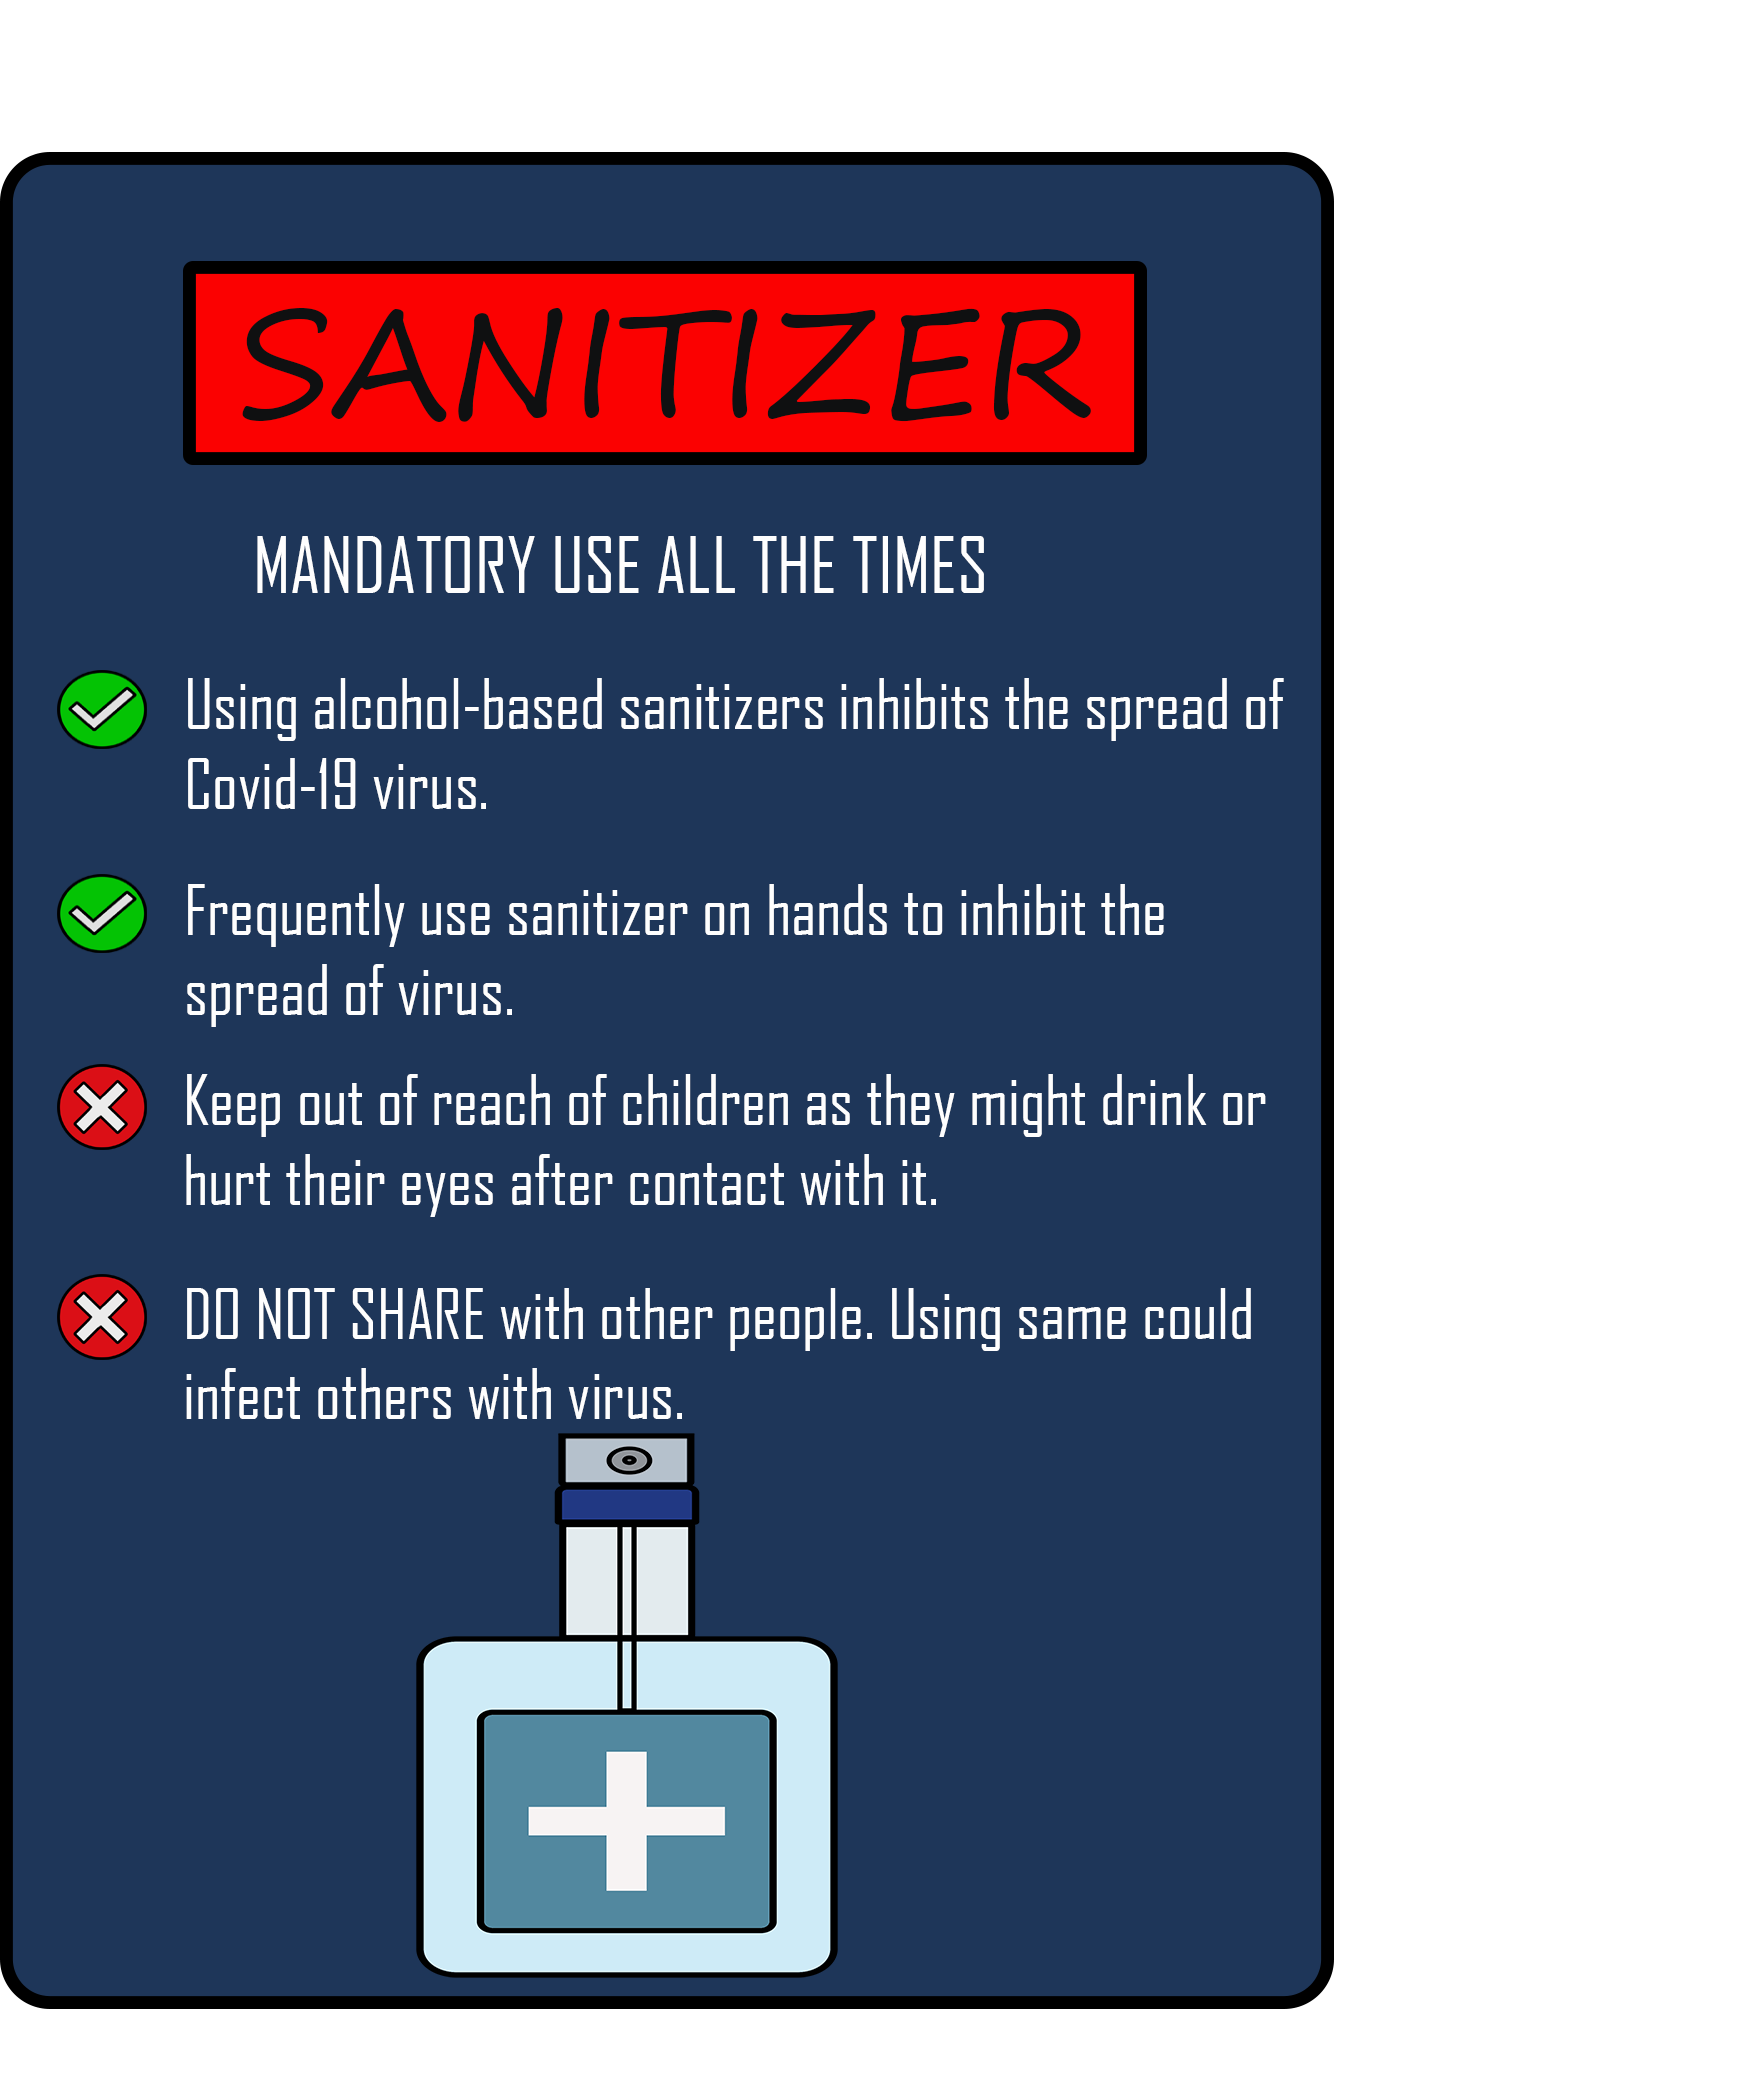 SANITIZER
MANDATORY USE ALL THE TIMES
Using alcohol-based sanitizers inhibits the spread of
Covid-19 virus.
Frequently use sanitizer on hands to inhibit the
spread of virus.
Keep out of reach of children as they might drink or
hurt their eyes after contact with it.
DO NOT SHARE with other people. Using same could
infect others with virus.